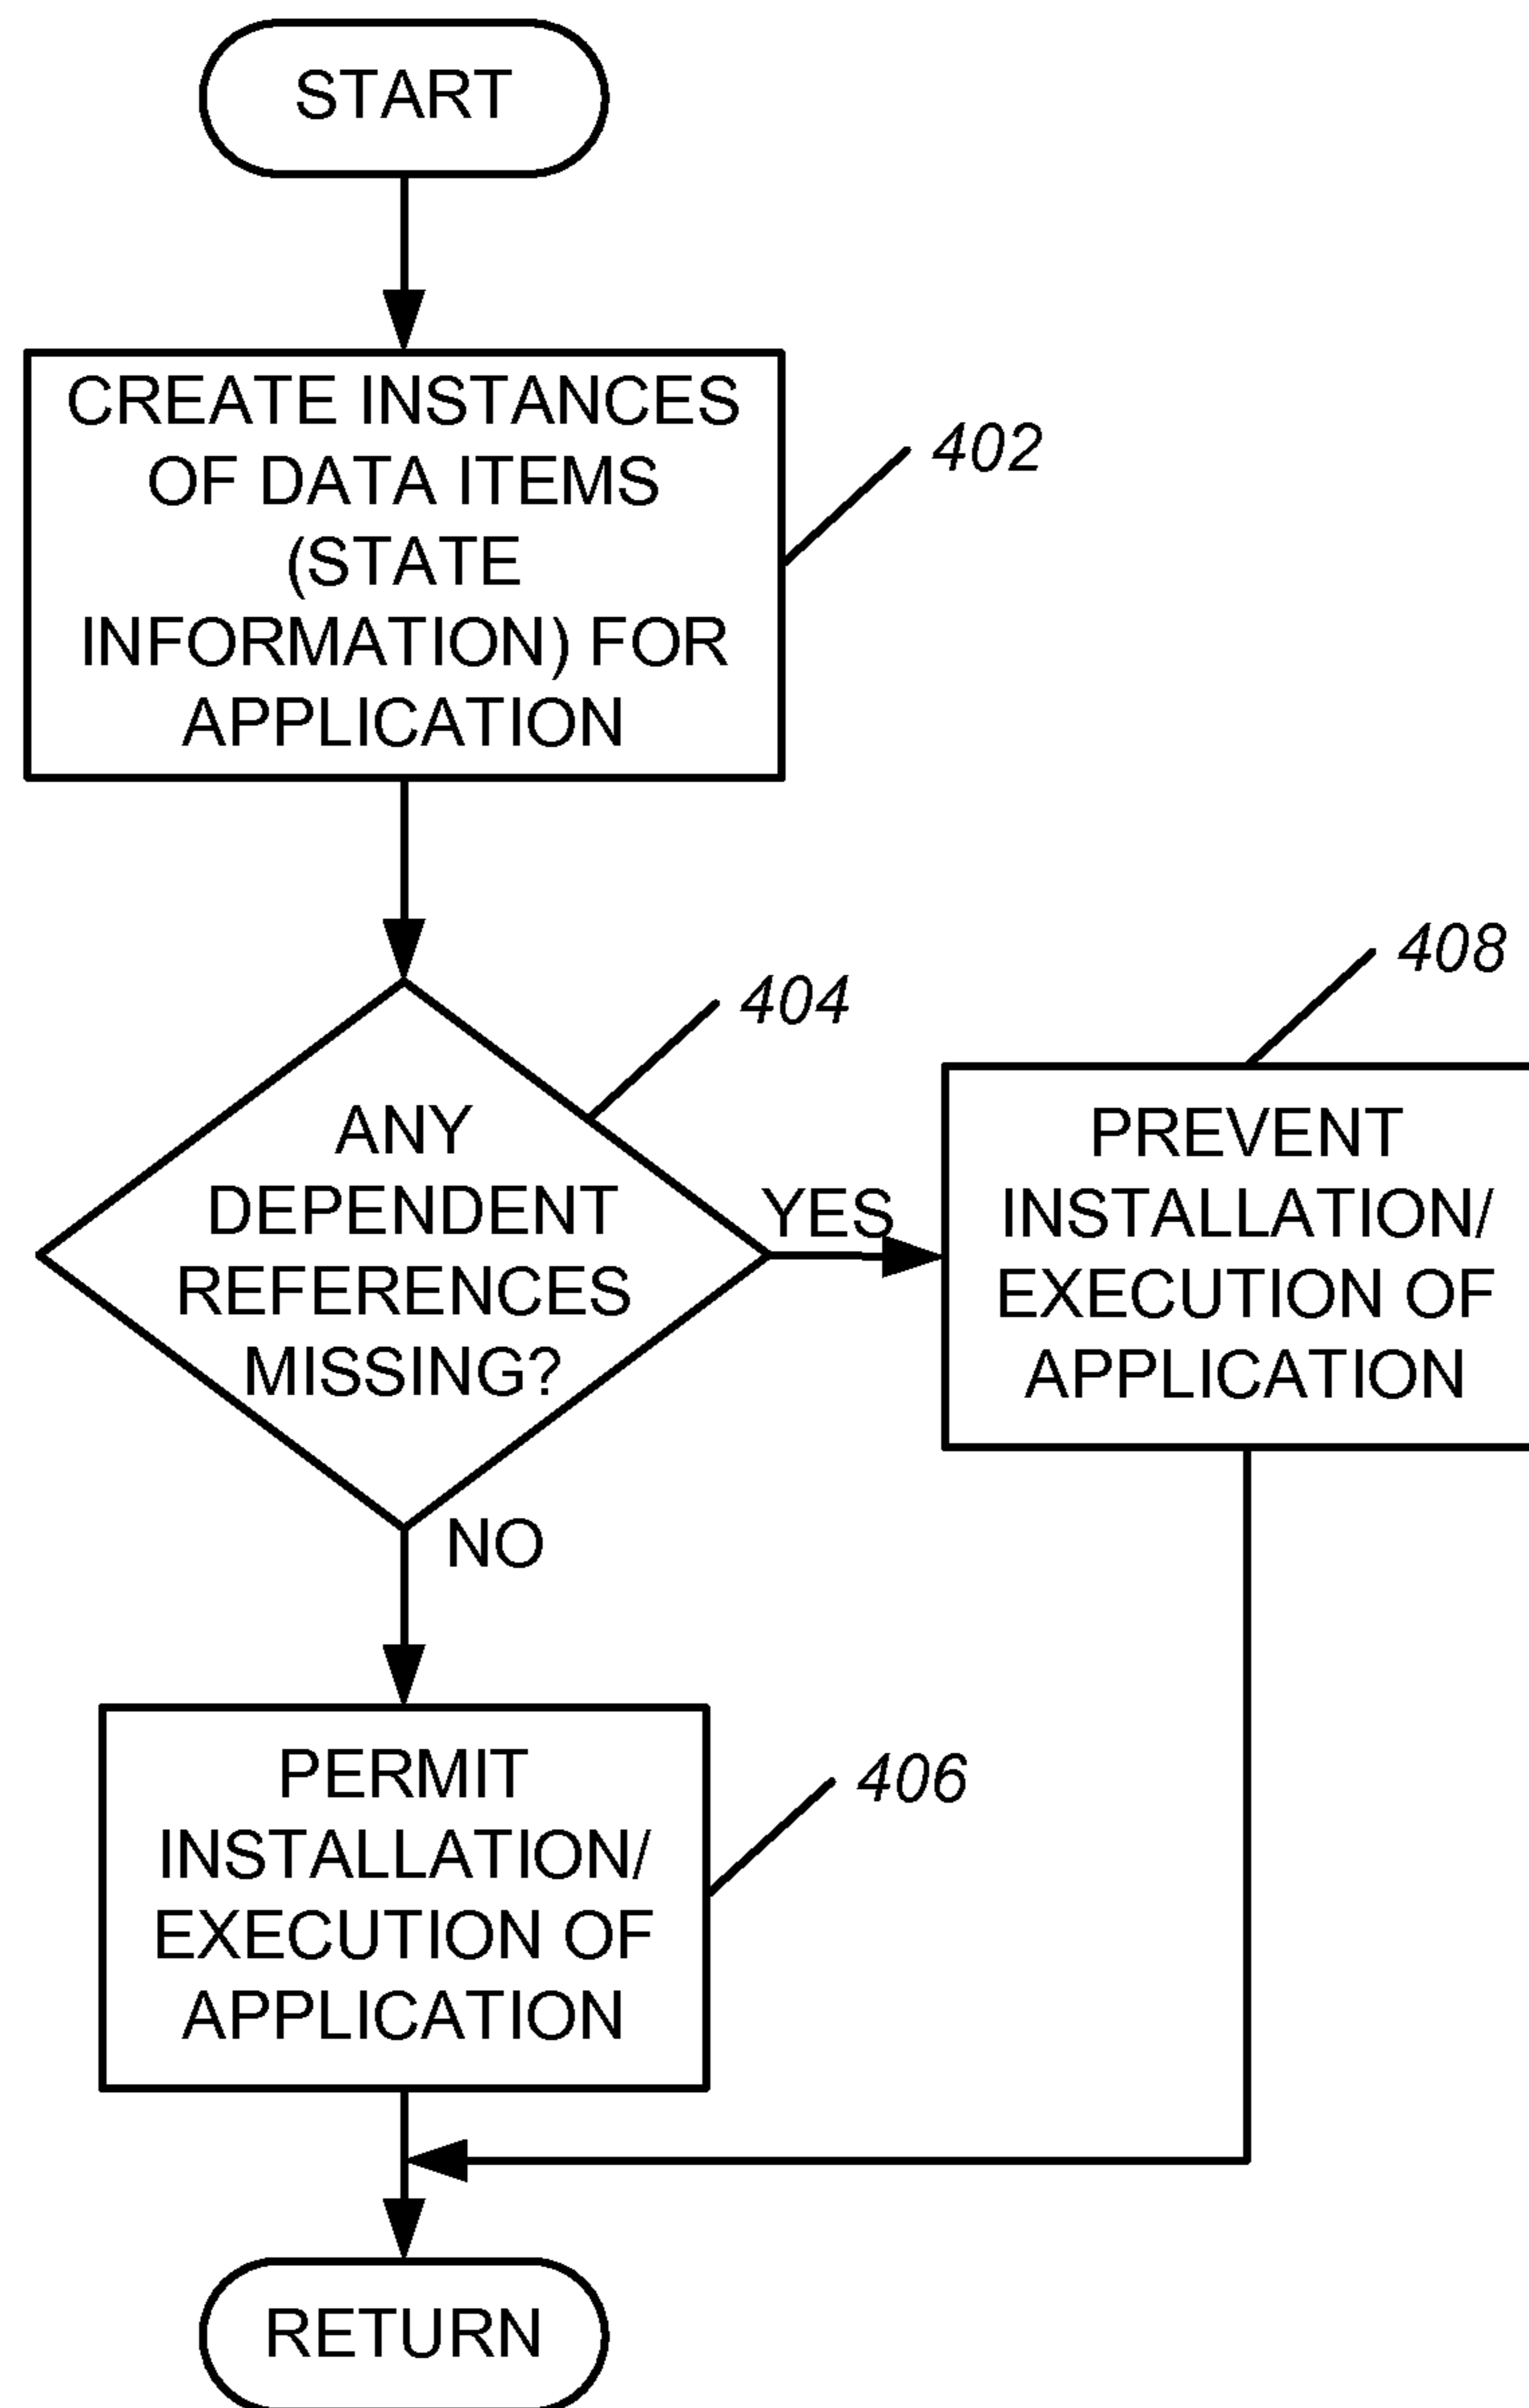 START
CREATE INSTANCES
OF DATA ITEMS
(STATE
INFORMATION) FOR
APPLICATION
402
ANY
DEPENDENT
REFERENCES
MISSING?
404
YES
NO
408
PREVENT
INSTALLATION/
EXECUTION OF
APPLICATION
PERMIT
INSTALLATION/
EXECUTION OF
APPLICATION
406
RETURN